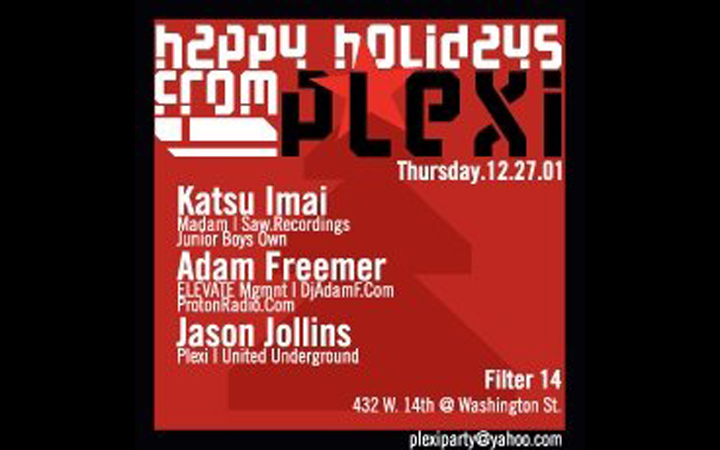 happy holidays
from plexi
Thursday.12.27.01
Katsu Imai
Madam | Saw.Recordings
Junior Boys Own
Adam Freemer
ELEVATE Mgmnt | DjAdamF.Com
ProtonRadio.Com
Jason Jollins
Plexi | United Underground
Filter 14
432 W. 14th @ Washington St.
plexiparty@yahoo.com